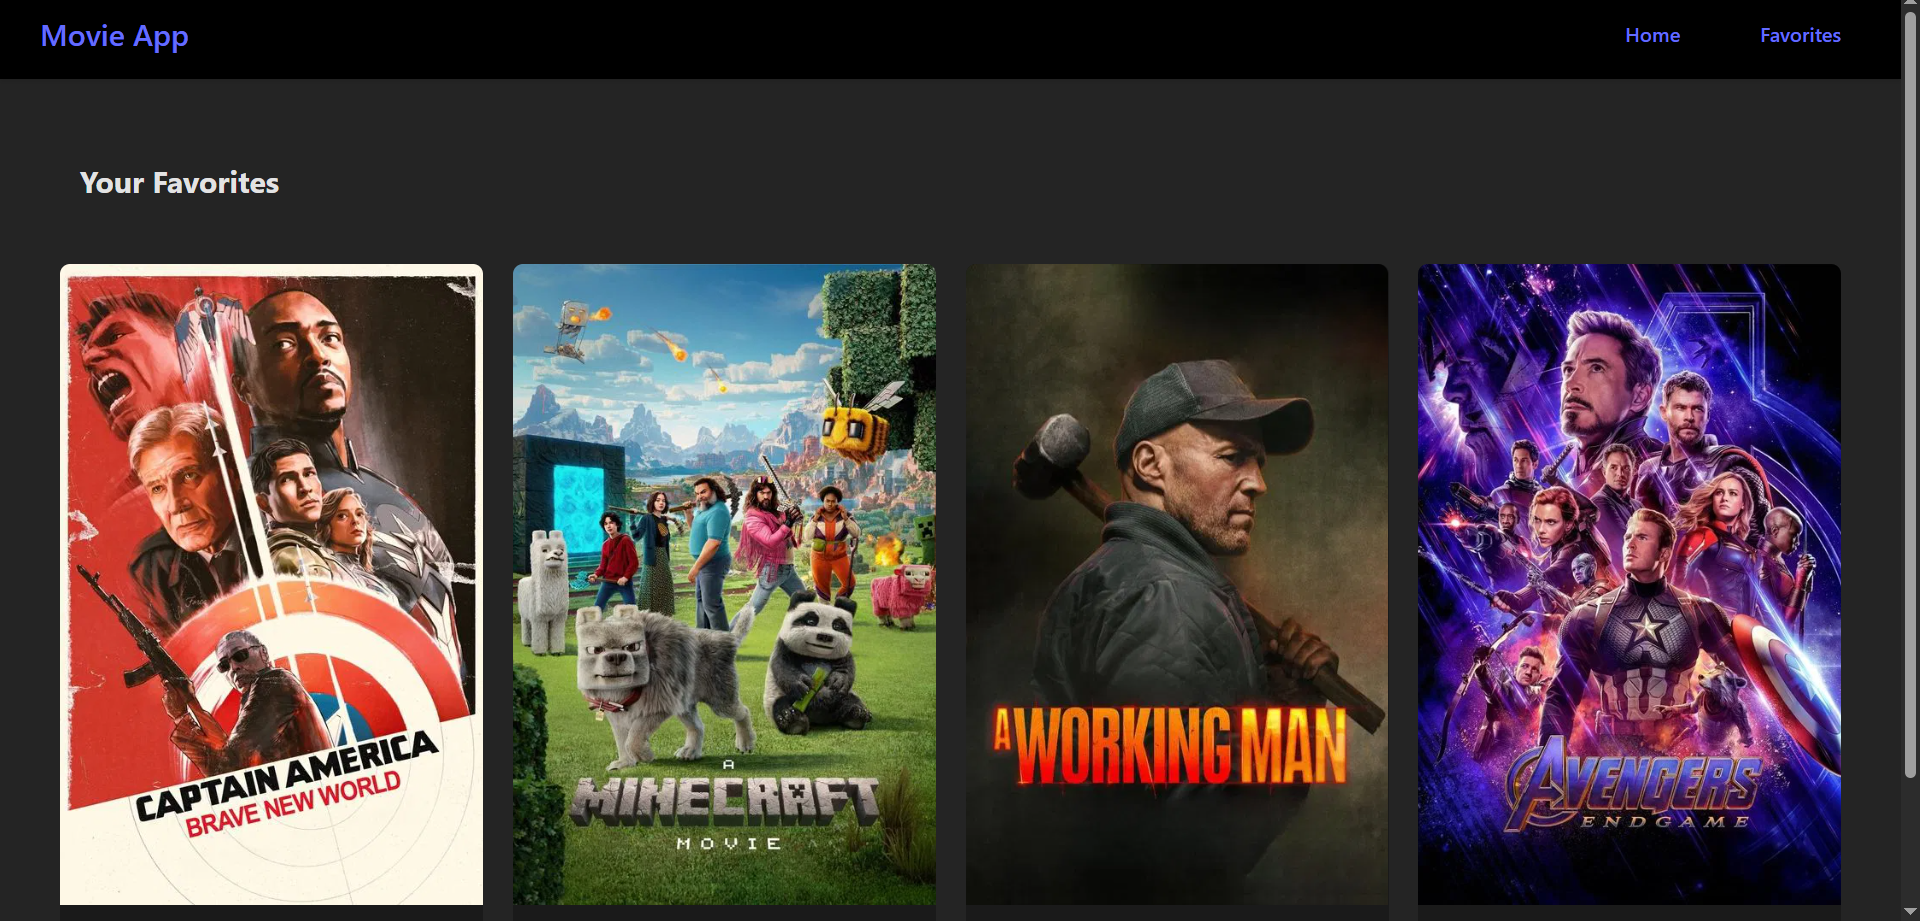 Movie App
Home
Favorites
Your Favorites
CAPTAIN AMERICA
BRAVE NEW WORLD
A
MINECRAFT
MOVIE
A WORKING MAN
AVENGERS
ENDGAME